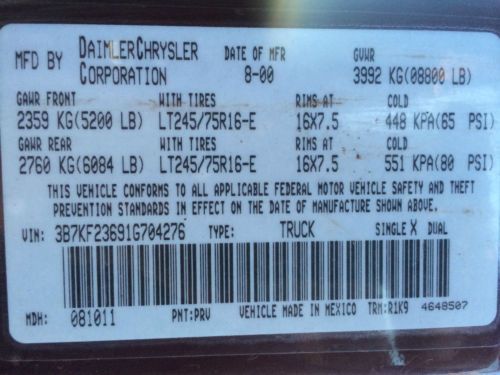 MFD BY DAIMLERCHRYSLER CORPORATION DATE OF MFR 8-00 GVWR 3992 KG(08800 LB)
GAWR FRONT WITH TIRES RIMS AT COLD
2359 KG(5200 LB) LT245/75R16-E 16X7.5 448 KPA(65 PSI)
GAWR REAR WITH TIRES RIMS AT COLD
2760 KG(6084 LB) LT245/75R16-E 16X7.5 551 KPA(80 PSI)
THIS VEHICLE CONFORMS TO ALL APPLICABLE FEDERAL MOTOR VEHICLE SAFETY AND THEFT
PREVENTION STANDARDS IN EFFECT ON THE DATE OF MANUFACTURE SHOWN ABOVE.
VIN: 3B7KF23691G704276 TYPE: TRUCK SINGLE X DUAL
MDH: 081011 PNT:PRV VEHICLE MADE IN MEXICO TRM:R1K9 4648507